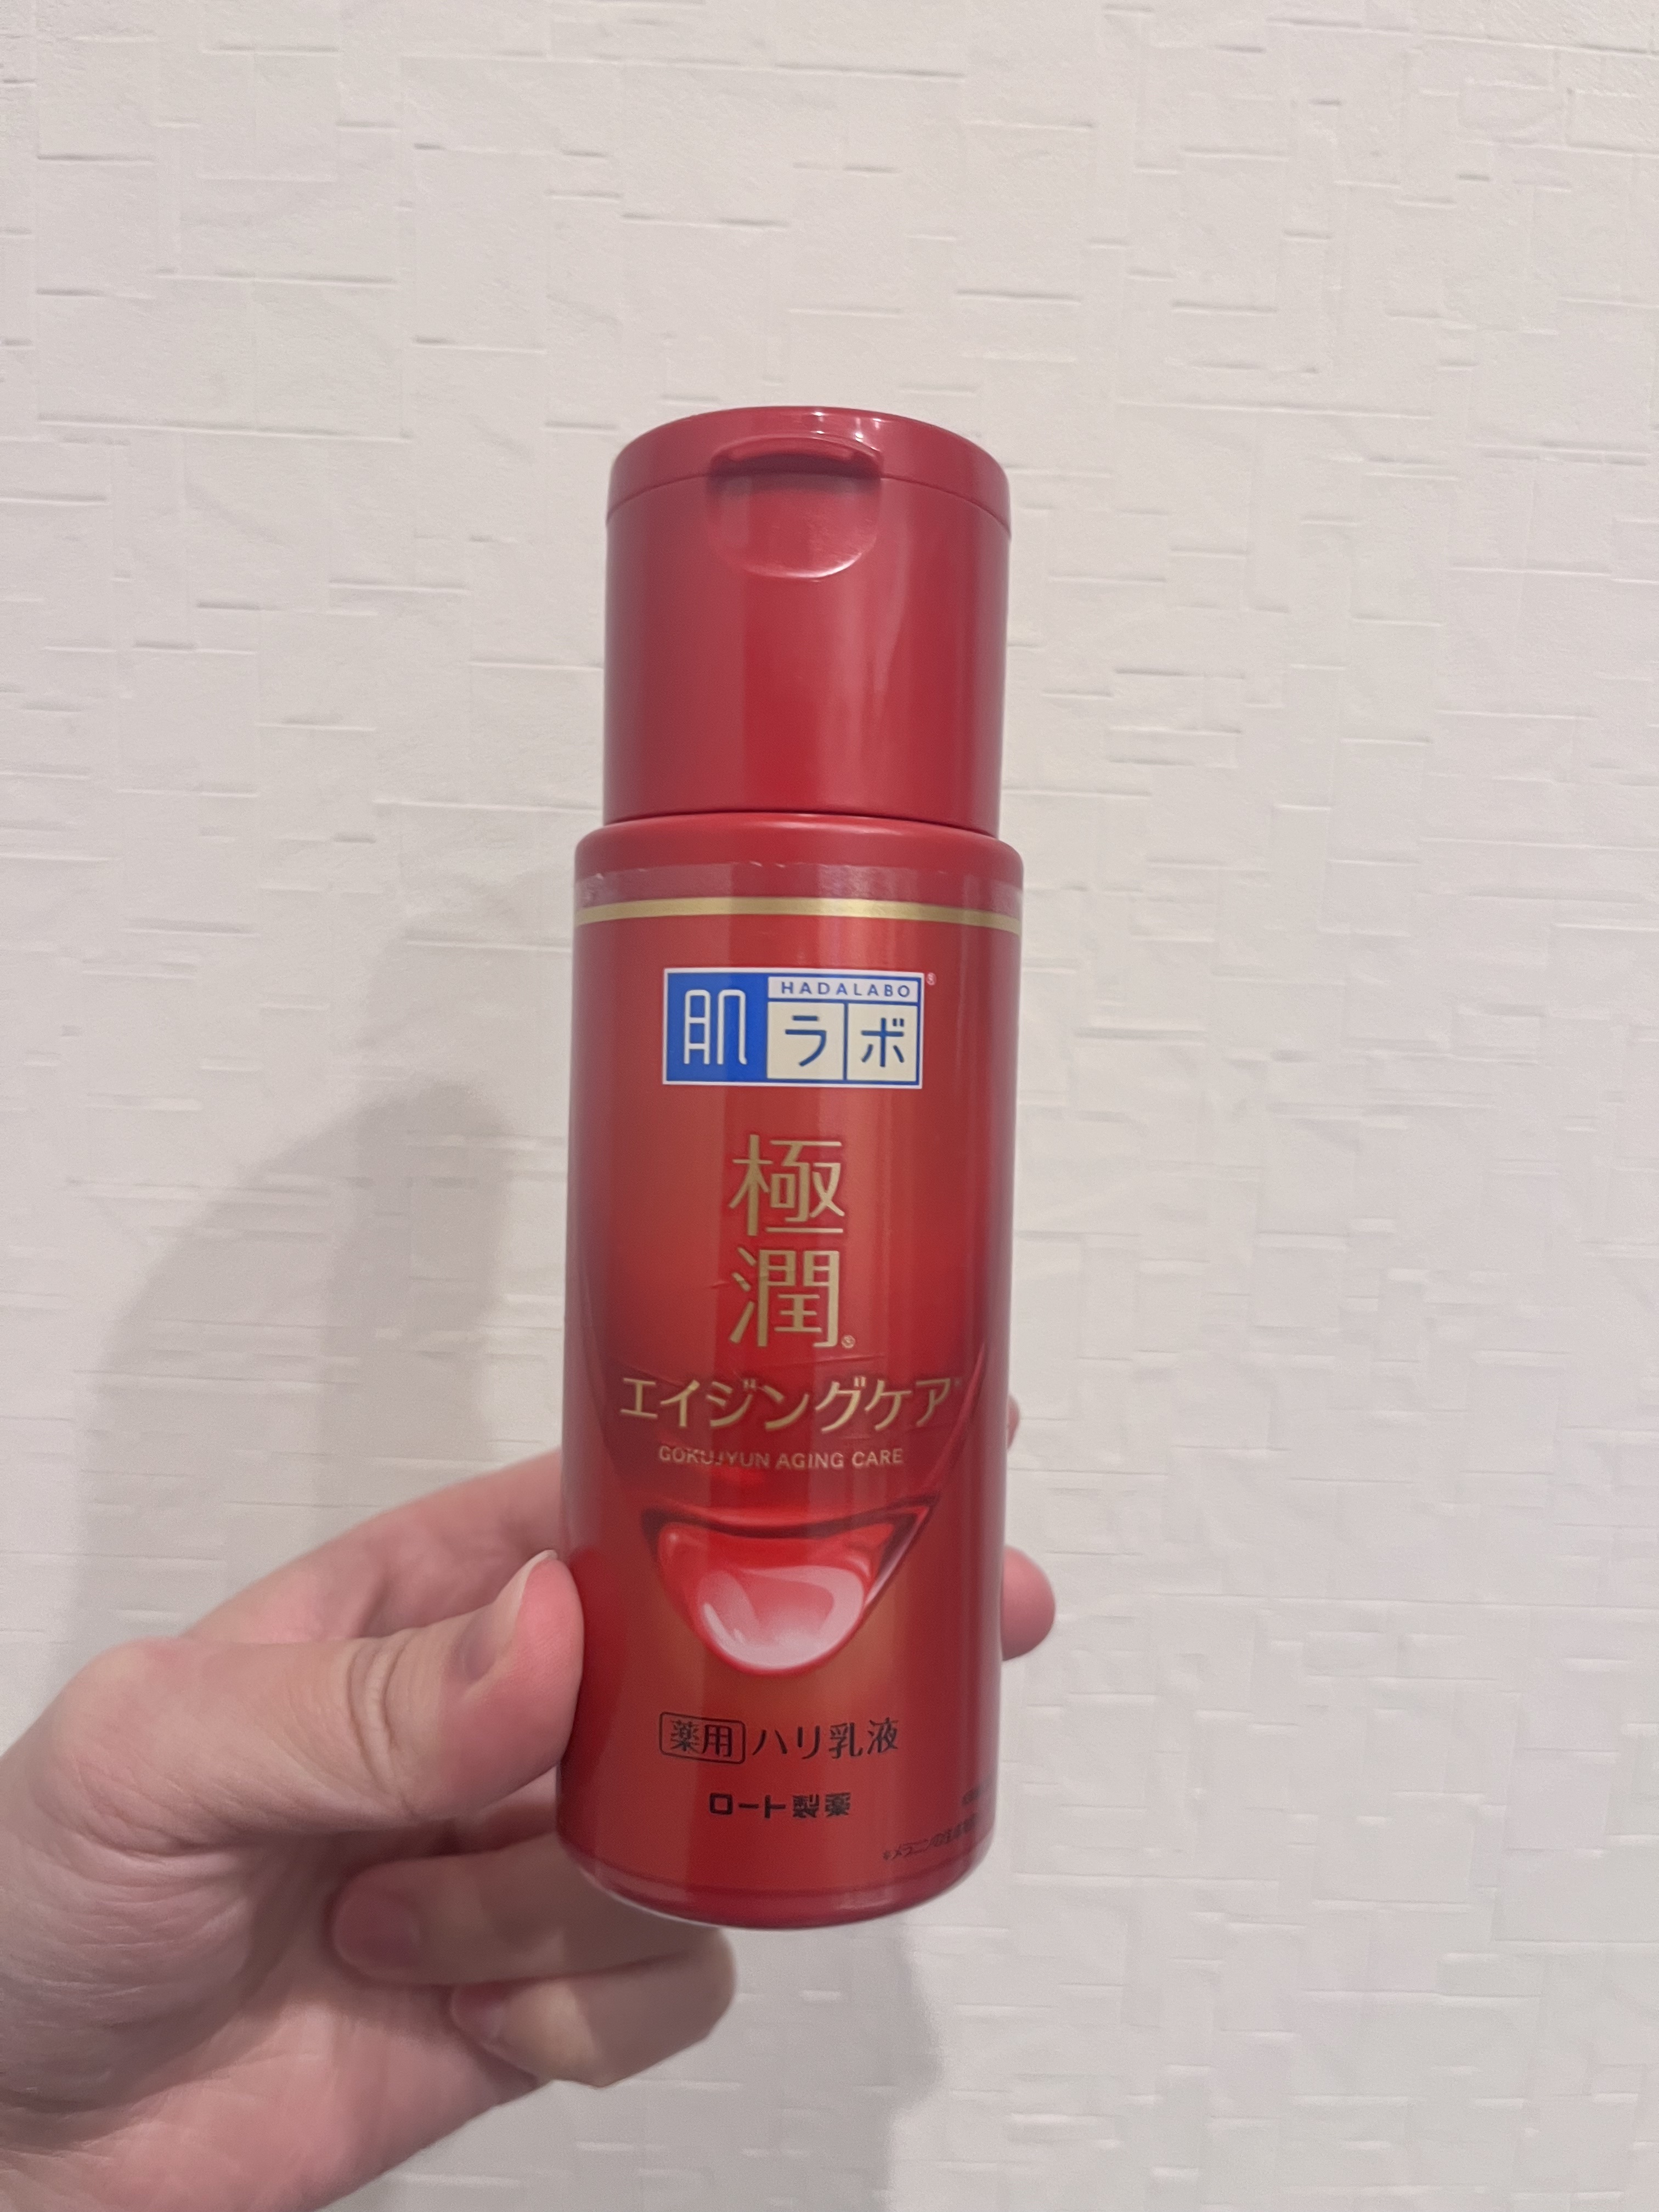 HADALABO
肌ラボ®
極
潤®
エイジングケア*
GOKUJYUN AGING CARE
薬用 ハリ乳液
ロート製薬